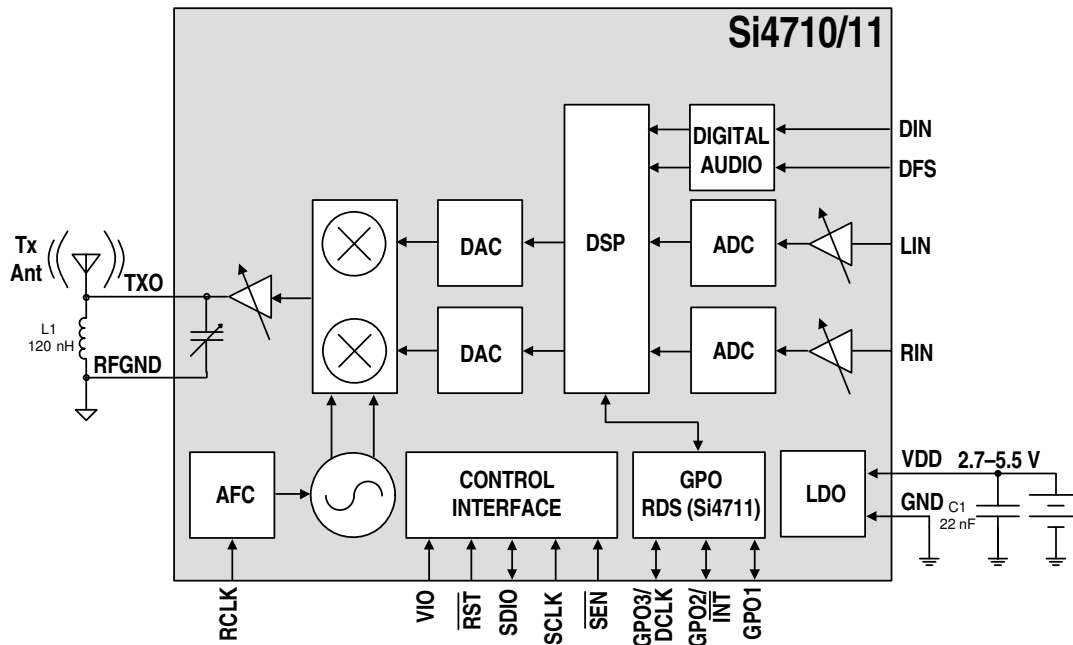 Si4710/11
DIGITAL
AUDIO
DIN
DFS
DSP
DAC
ADC
LIN
Tx
Ant
TXO
L1
120 nH
RFGND
DAC
ADC
RIN
AFC
CONTROL
INTERFACE
GPO
RDS (Si4711)
LDO
VDD
2.7–5.5 V
GND
C1
22 nF
RCLK
VIO
RST
SDIO
SCLK
SEN
GPO3/
DCLK
GPO2/
INT
GPO1